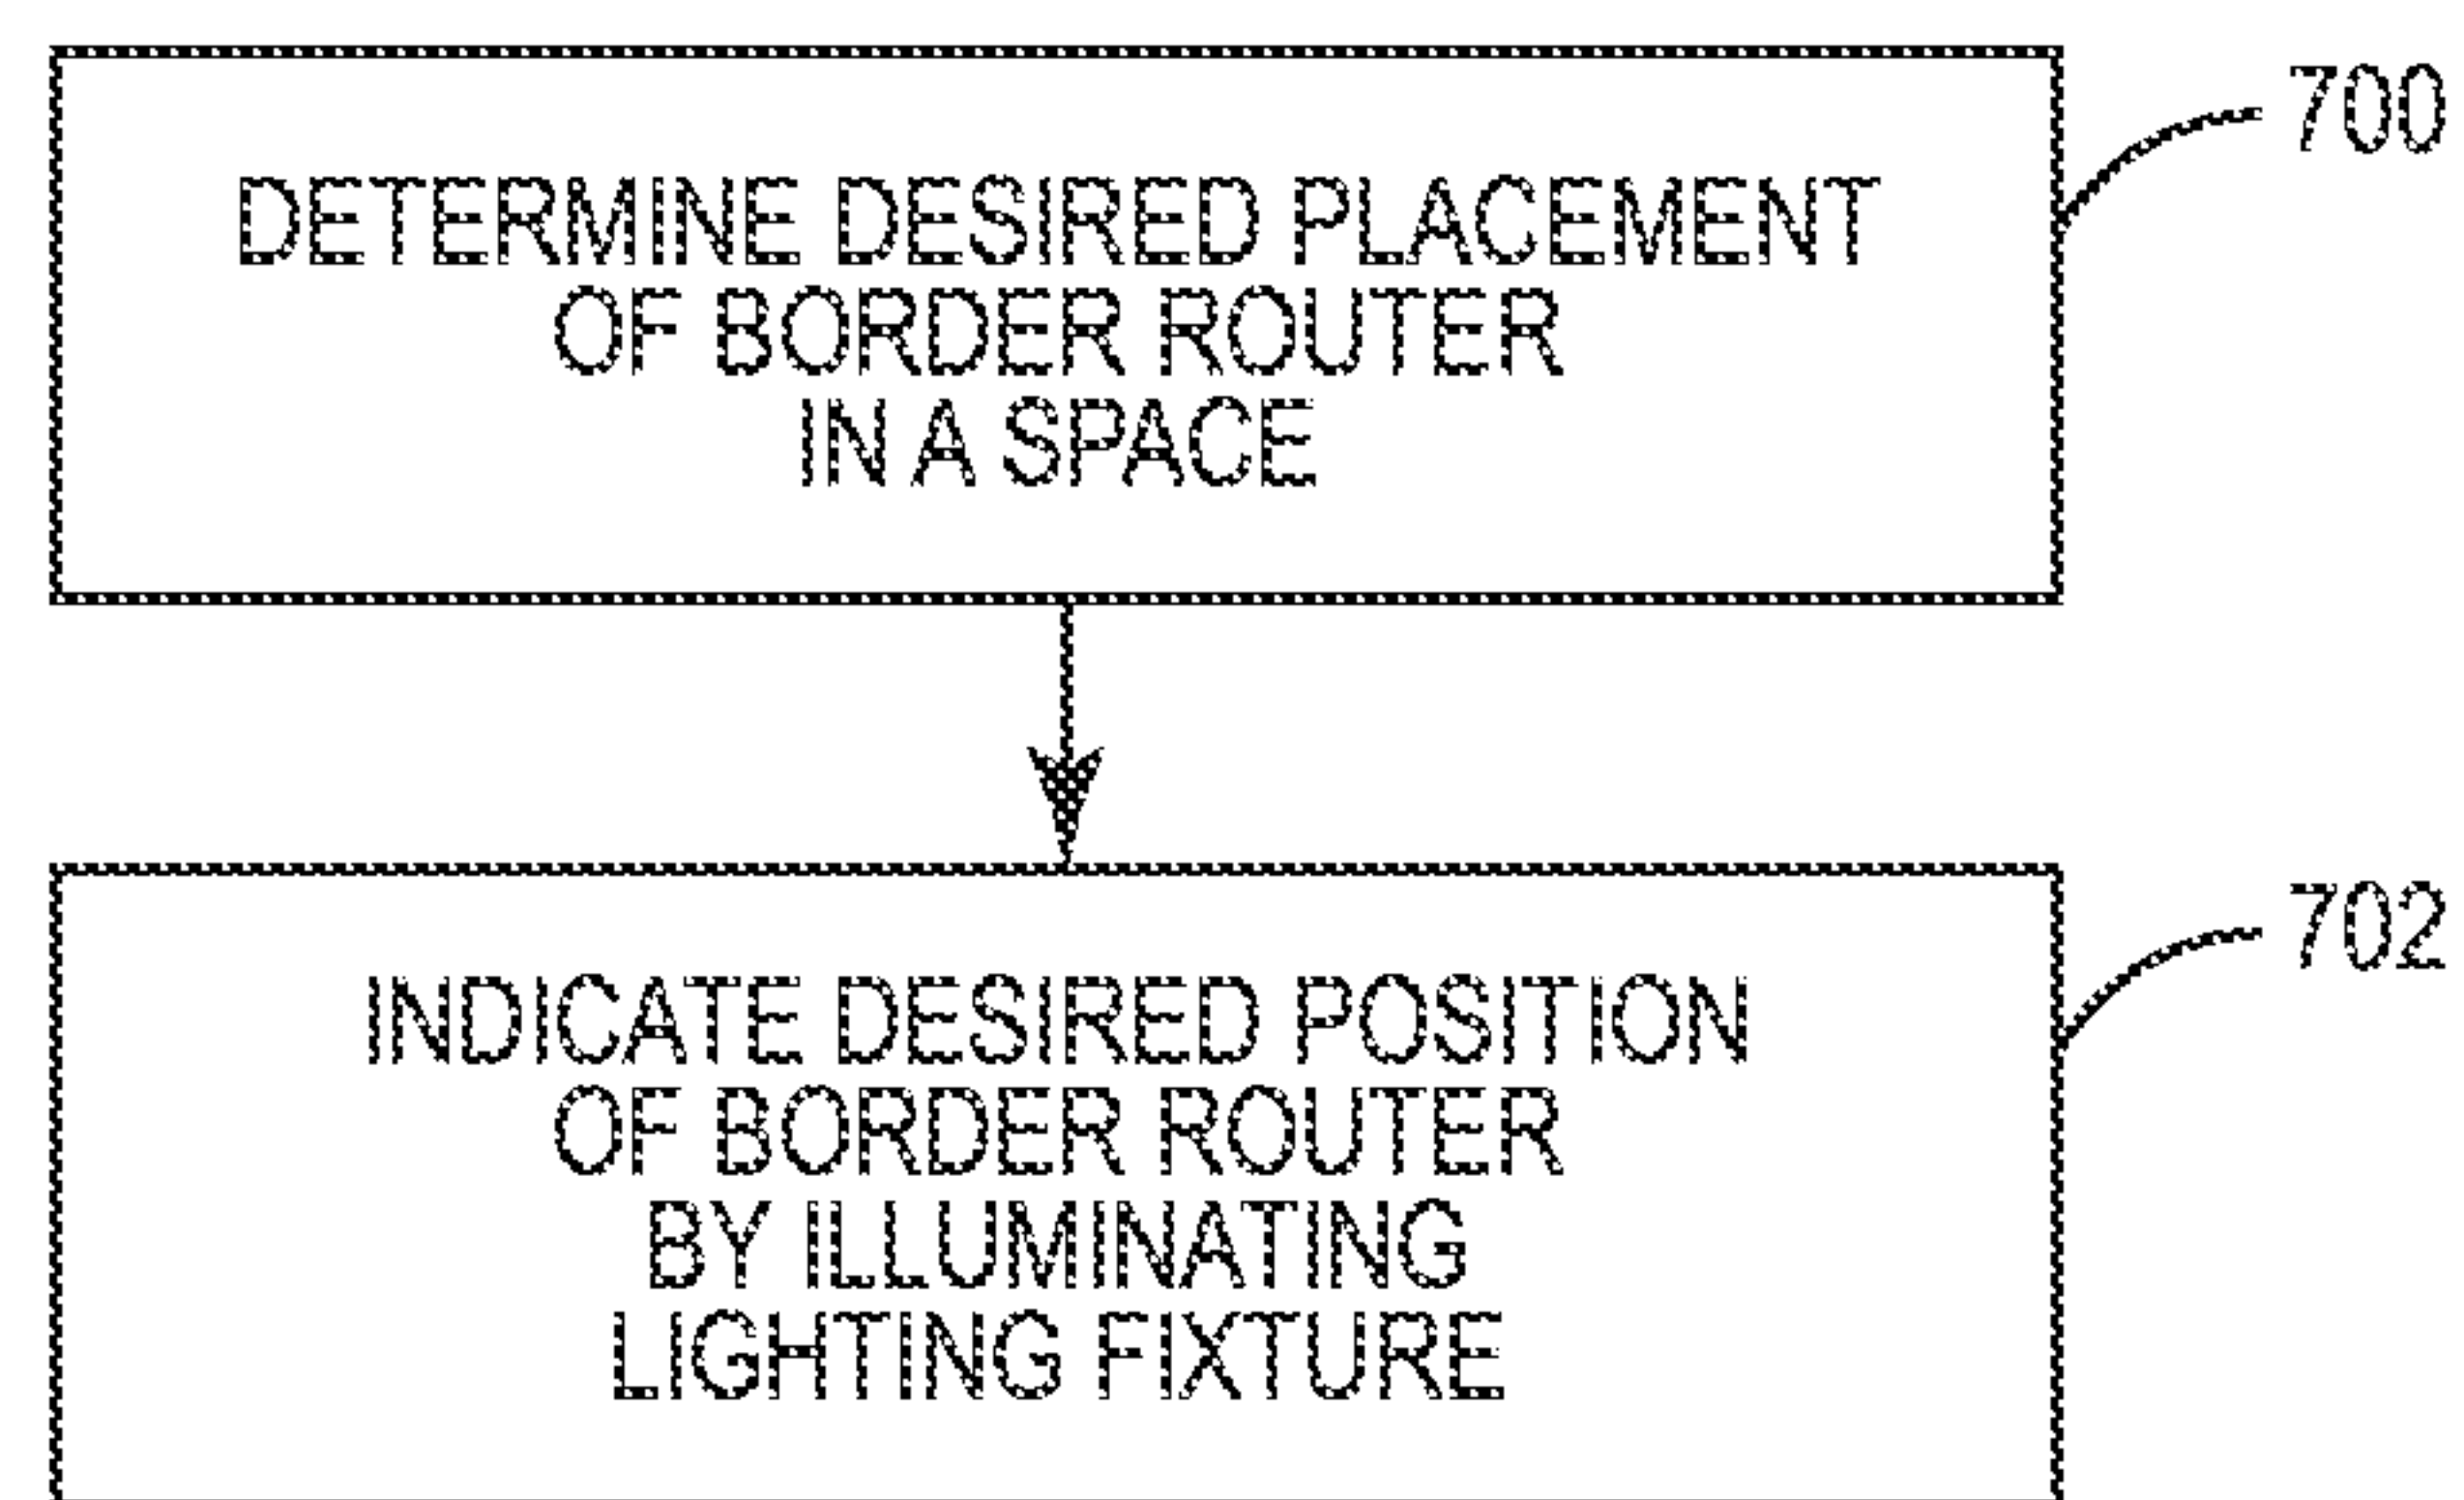 DETERMINE DESIRED PLACEMENT
OF BORDER ROUTER
IN A SPACE
700
INDICATE DESIRED POSITION
OF BORDER ROUTER
BY ILLUMINATING
LIGHTING FIXTURE
702